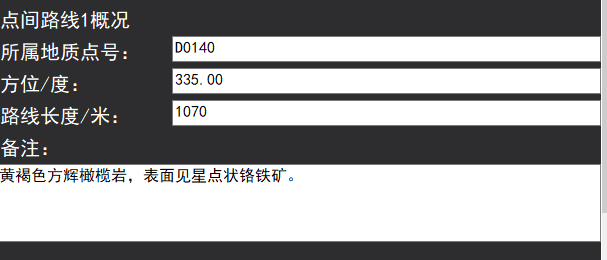 点间路线1概况
所属地质点号： D0140
方位/度： 335.00
路线长度/米： 1070
备注：
黄褐色方辉橄榄岩，表面见星点状铬铁矿。